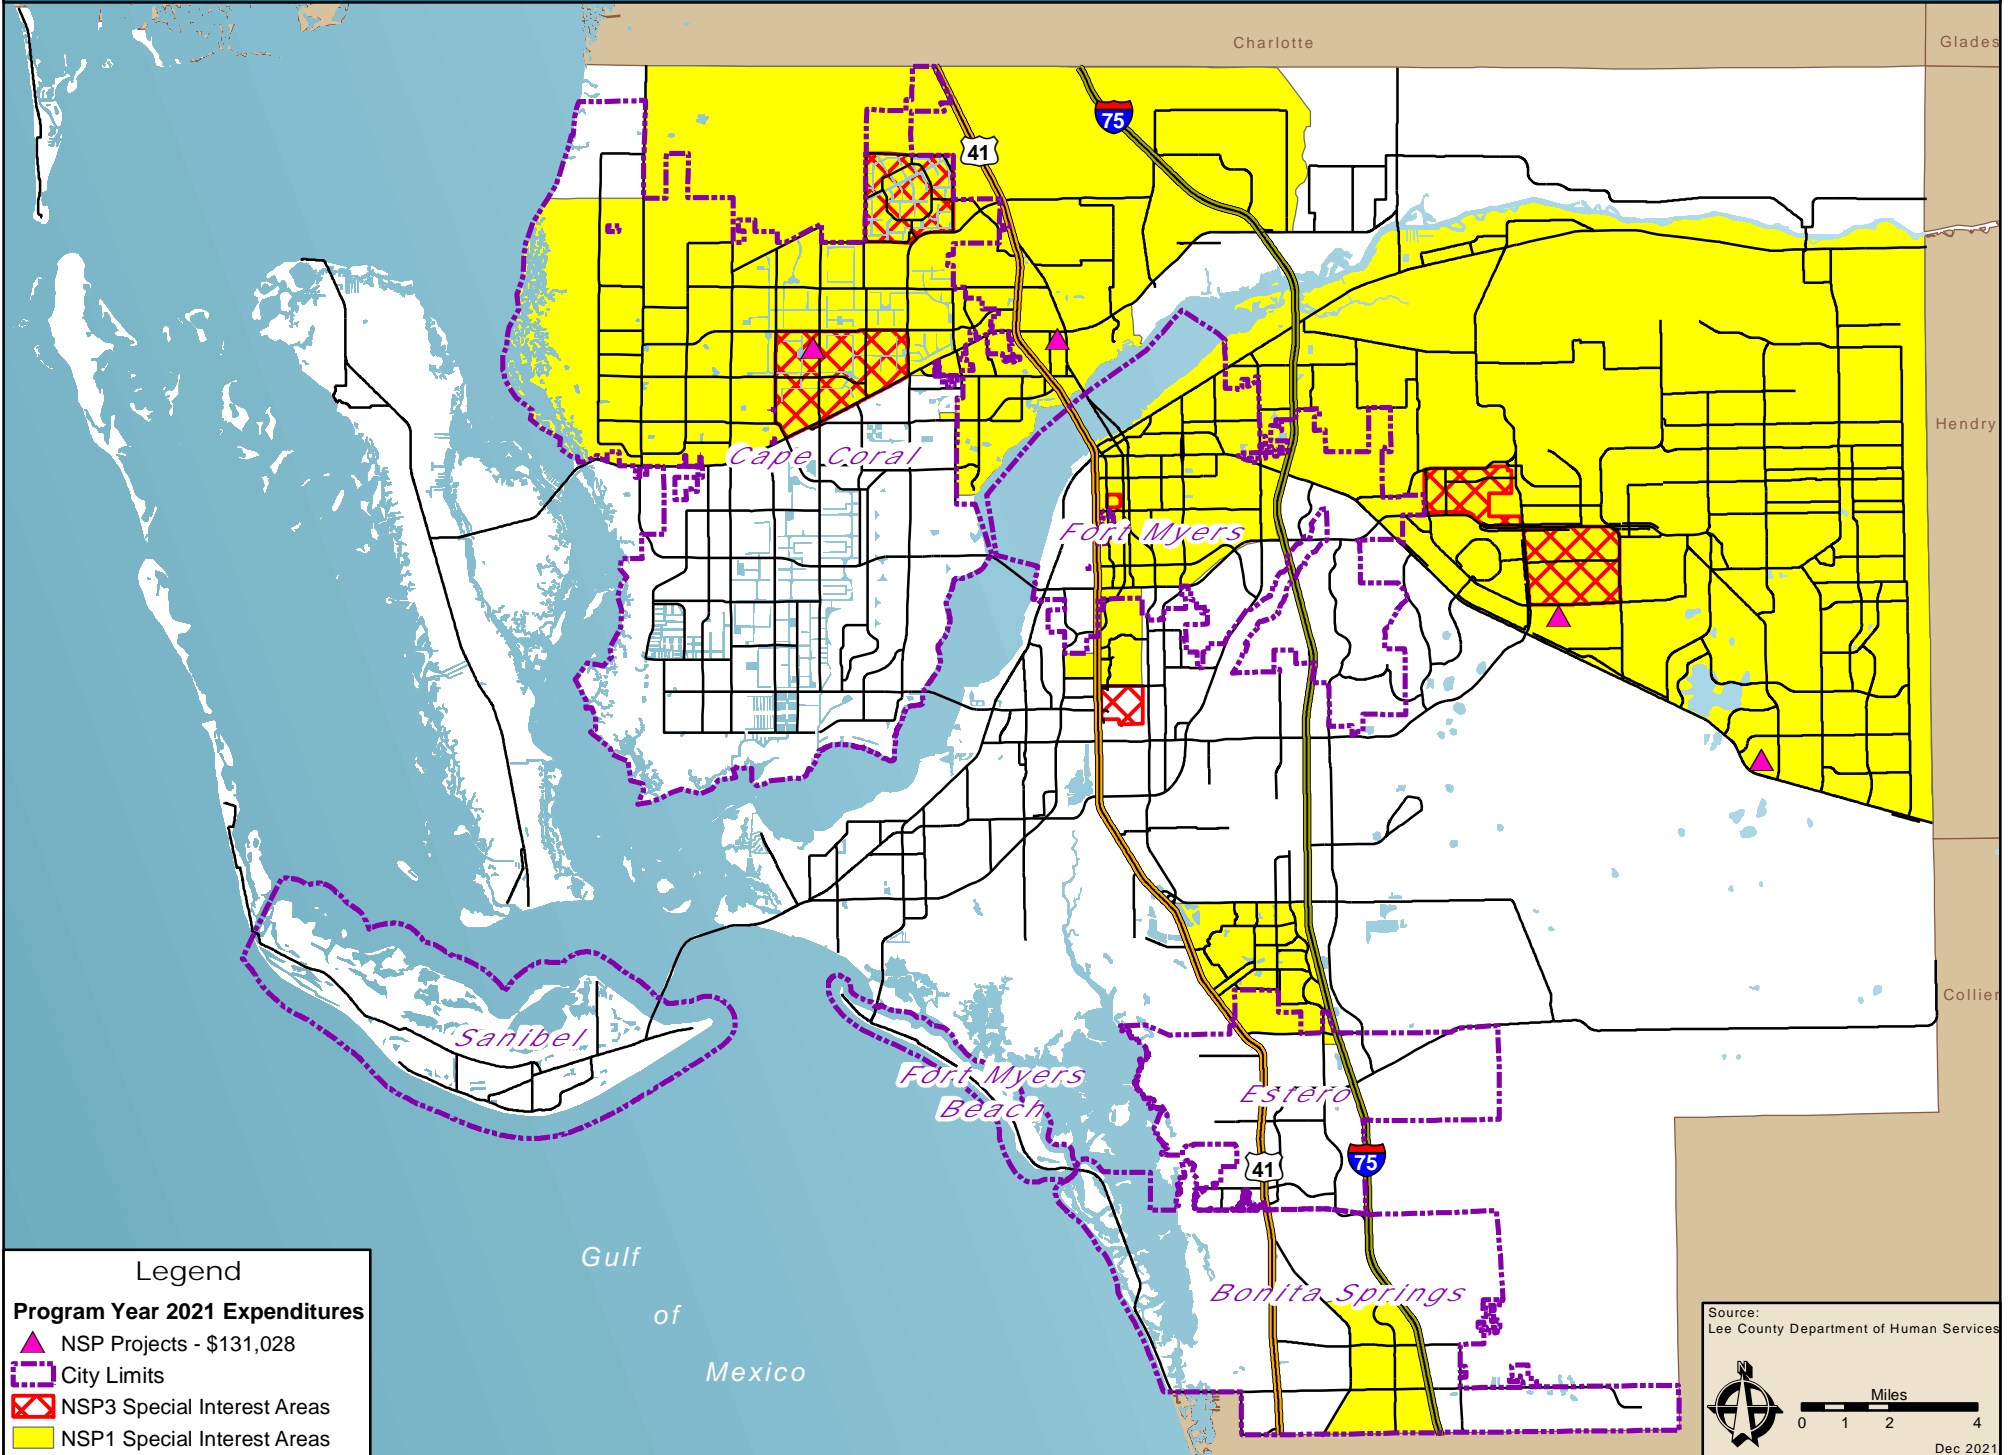 Charlotte
Glades
75
41
Hendry
Cape Coral
Fort Myers
Collier
Sanibel
Fort Myers
Beach
Estero
41
75
Gulf
of
Mexico
Bonita Springs
Legend
Program Year 2021 Expenditures
NSP Projects - $131,028
City Limits
NSP3 Special Interest Areas
NSP1 Special Interest Areas
Source:
Lee County Department of Human Services
N
Miles
0 1 2 4
Dec 2021